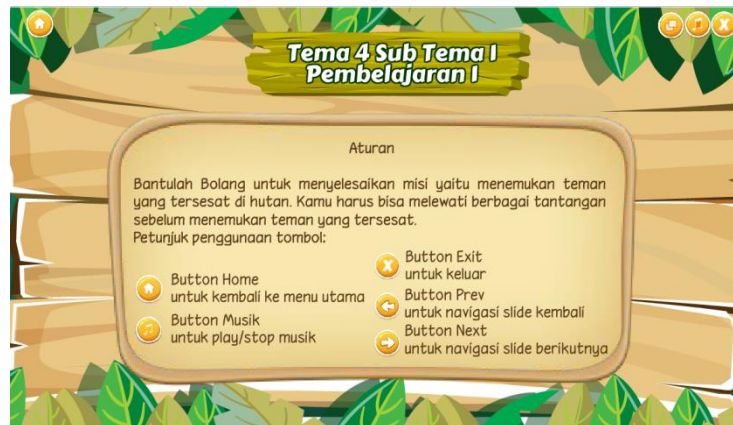 Tema 4 Sub Tema 1
Pembelajaran 1
Aturan
Bantulah Bolang untuk menyelesaikan misi yaitu menemukan teman
yang tersesat di hutan. Kamu harus bisa melewati berbagai tantangan
sebelum menemukan teman yang tersesat.
Petunjuk penggunaan tombol:
Button Home
untuk kembali ke menu utama
Button Musik
untuk play/stop musik
Button Exit
untuk keluar
Button Prev
untuk navigasi slide kembali
Button Next
untuk navigasi slide berikutnya